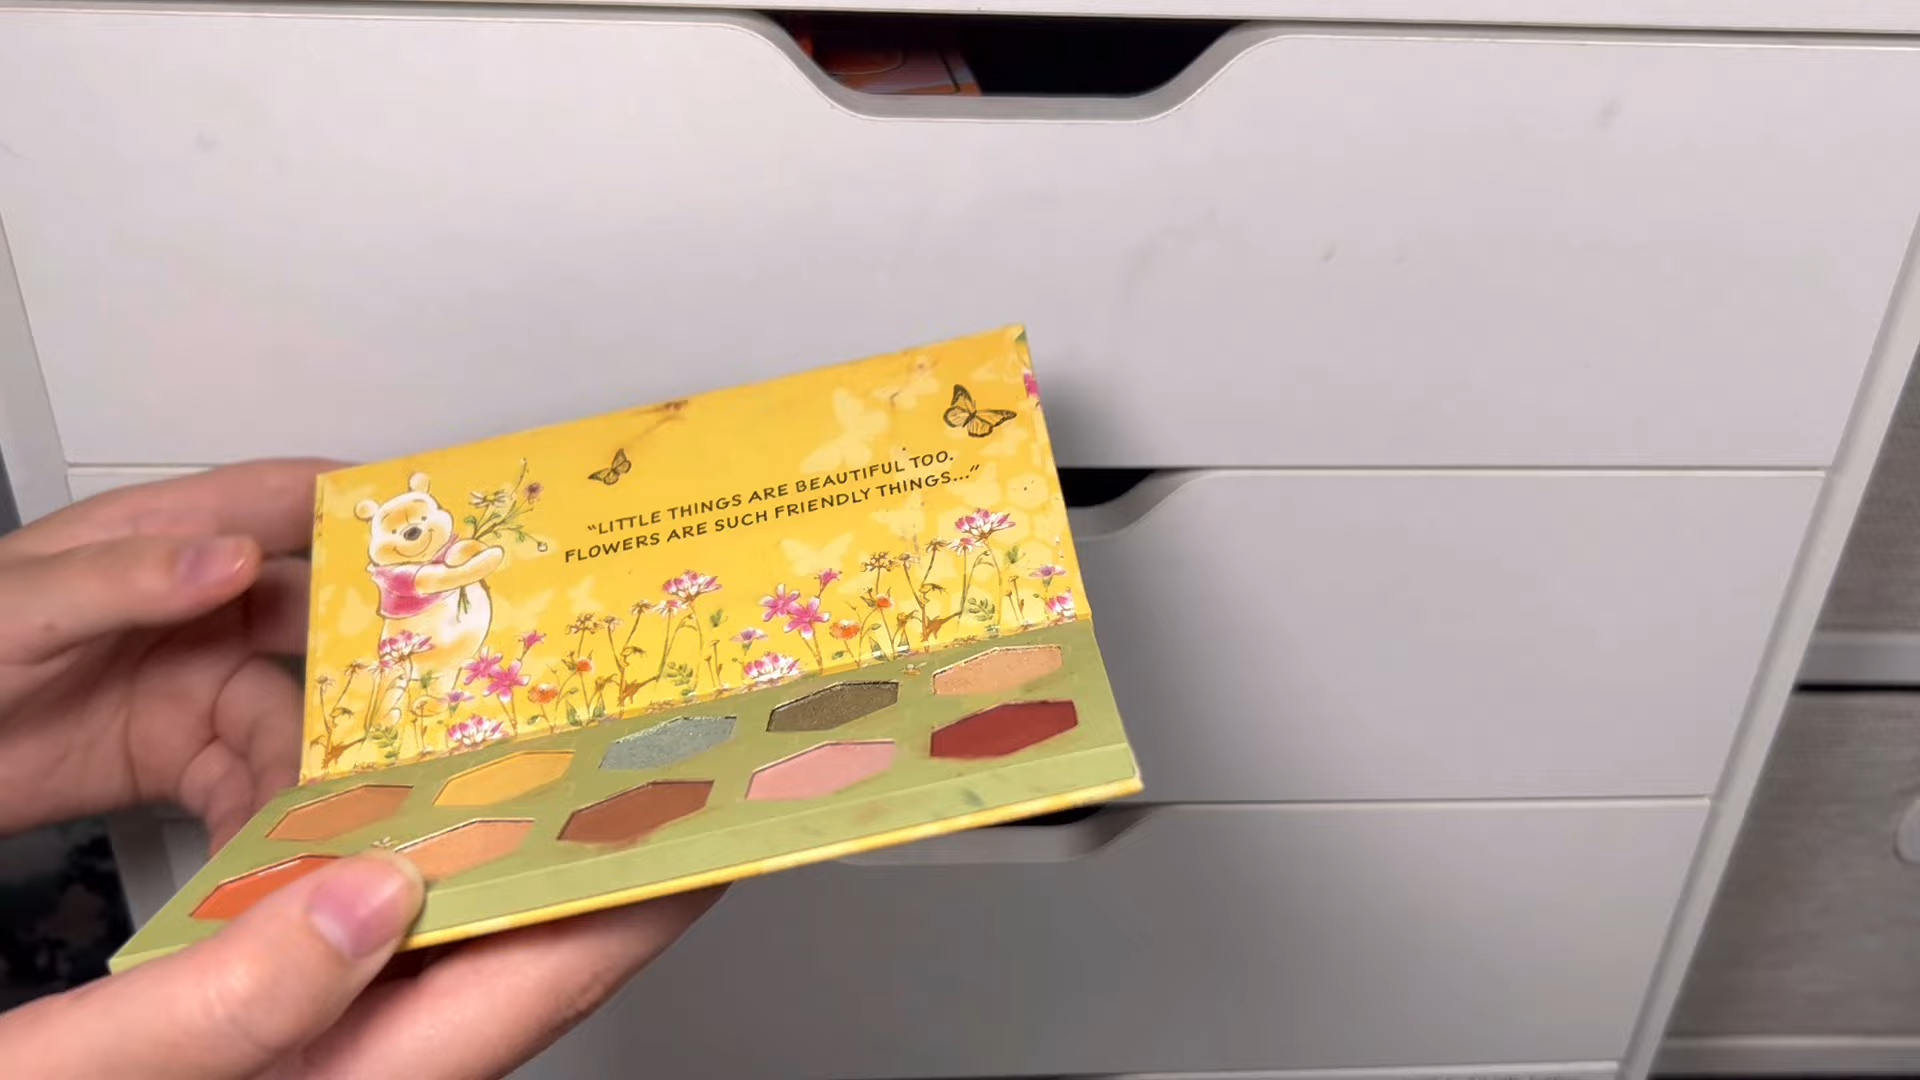 “LITTLE THINGS ARE BEAUTIFUL TOO.
FLOWERS ARE SUCH FRIENDLY THINGS...”